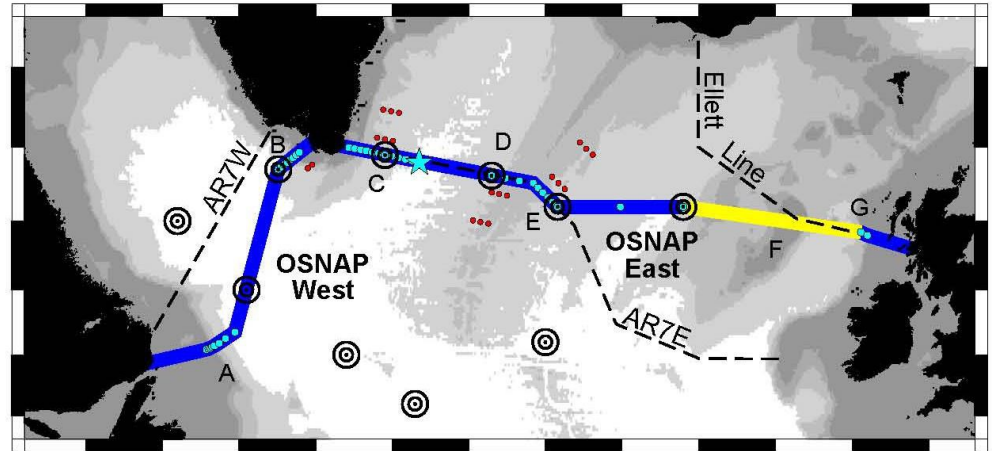 Ellett
Line
AR7W
B
D
C
G
E
F
OSNAP
West
OSNAP
East
AR7E
A